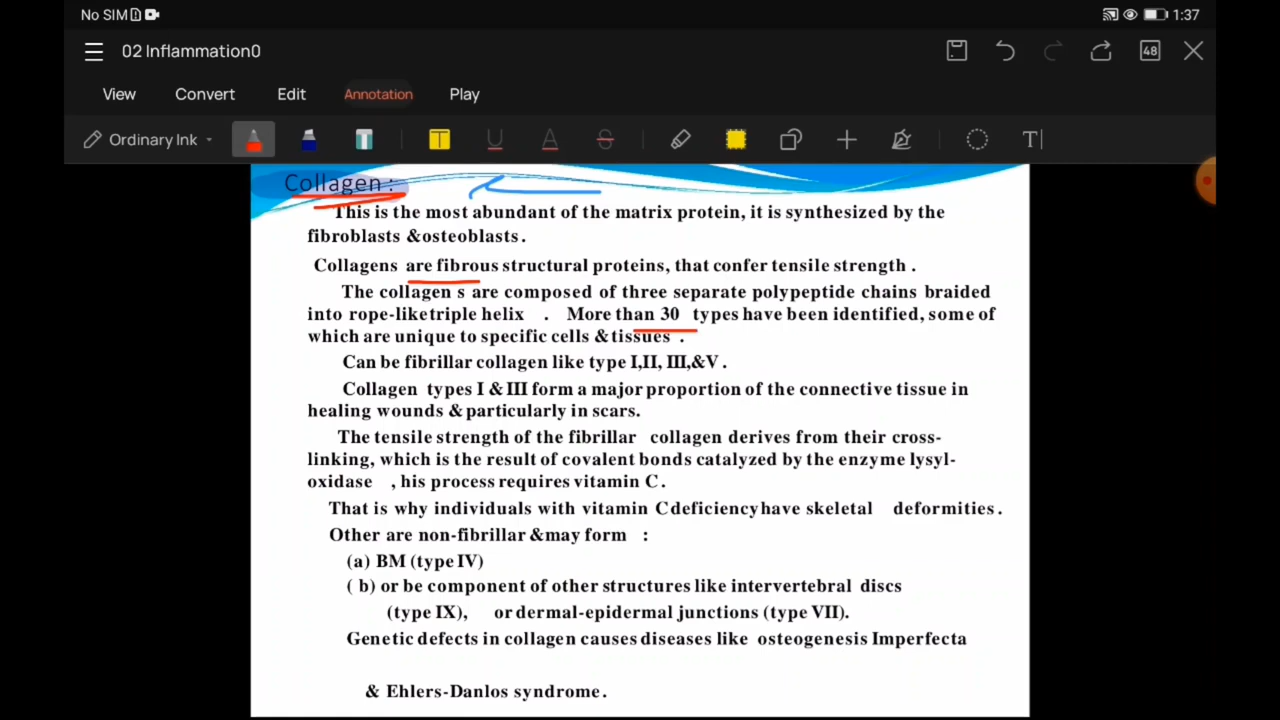 No SIM 1:37
02 Inflammation0 48
View Convert Edit Annotation Play
Ordinary Ink T U A S T
Collagen :
This is the most abundant of the matrix protein, it is synthesized by the
fibroblasts &osteoblasts .
Collagens are fibrous structural proteins, that confer tensile strength .
The collagen s are composed of three separate polypeptide chains braided
into rope-liketriple helix . More than 30 types have been identified, some of
which are unique to specific cells &tissues .
Can be fibrillar collagen like type I,II, III,&V .
Collagen types I & III form a major proportion of the connective tissue in
healing wounds & particularly in scars.
The tensile strength of the fibrillar collagen derives from their cross-
linking, which is the result of covalent bonds catalyzed by the enzyme lysyl-
oxidase , his process requires vitamin C .
That is why individuals with vitamin Cdeficiencyhave skeletal deformities .
Other are non-fibrillar &may form :
(a) BM (type IV)
( b) or be component of other structures like intervertebral discs
(type IX), or dermal-epidermal junctions (type VII).
Genetic defects in collagen causes diseases like osteogenesis Imperfecta
& Ehlers-Danlos syndrome .